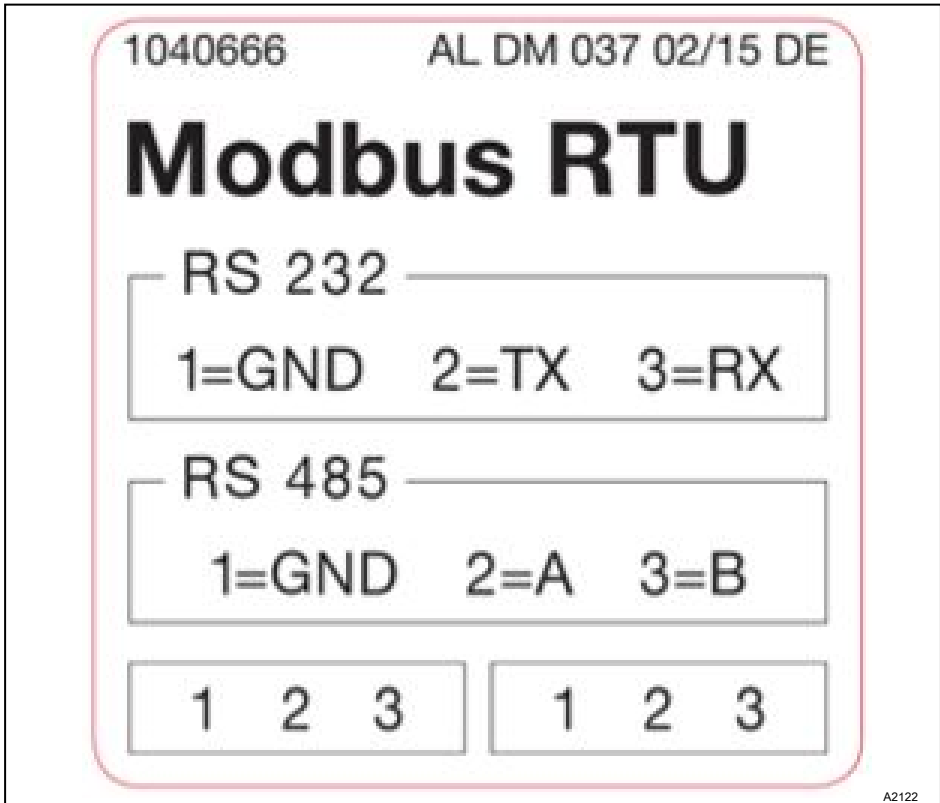 1040666 AL DM 037 02/15 DE
Modbus RTU
RS 232
1=GND 2=TX 3=RX
RS 485
1=GND 2=A 3=B
1 2 3 1 2 3
A2122